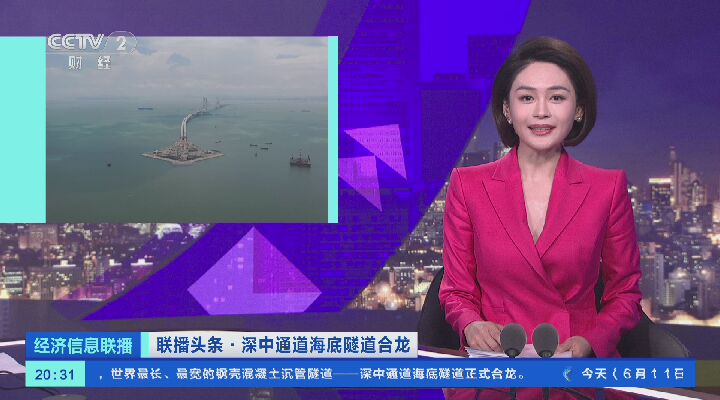 CCTV 2
财经
经济信息联播
联播头条·深中通道海底隧道合龙
20:31
，世界最长、最宽的钢壳混凝土沉管隧道——深中通道海底隧道正式合龙。
今天（6月11日